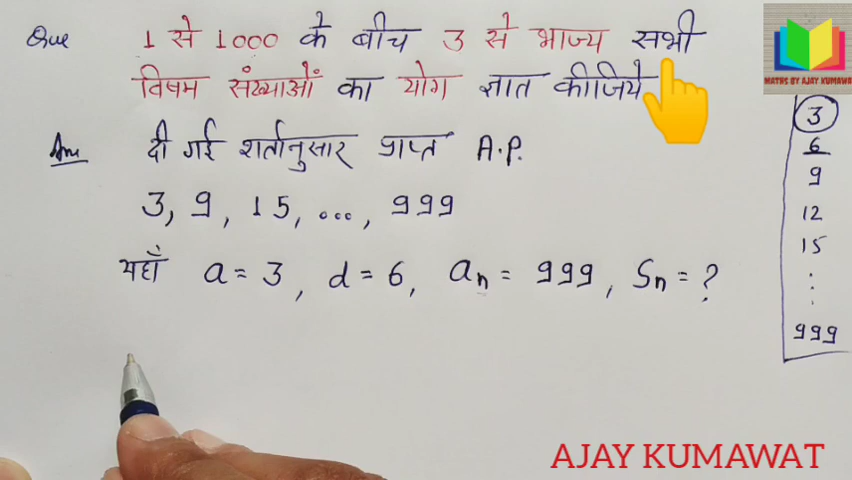 Que 1 से 1000 के बीच 3 से भाज्य सभी
विषम संख्याओं का योग ज्ञात कीजिये
Ans दी गई शर्तानुसार प्राप्त A.P.
3, 9, 15, ..., 999
यहाँ a = 3, d = 6, an = 999, Sn = ?
3
6
9
12
15
⋮
999
MATHS BY AJAY KUMAWA
AJAY KUMAWAT